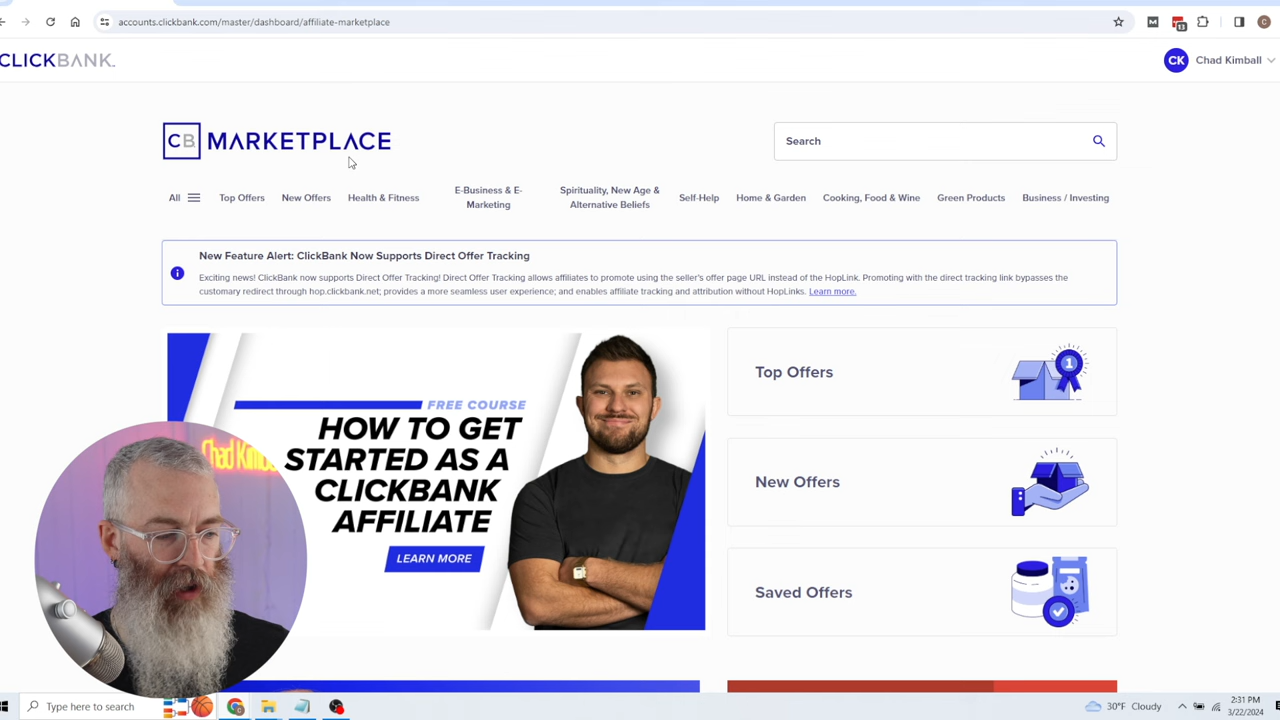 accounts.clickbank.com/master/dashboard/affiliate-marketplace
13
C
CLICKBANK.
CK Chad Kimball
CB MARKETPLACE
Search
All Top Offers New Offers Health & Fitness E-Business & E-Marketing Spirituality, New Age & Alternative Beliefs Self-Help Home & Garden Cooking, Food & Wine Green Products Business / Investing
New Feature Alert: ClickBank Now Supports Direct Offer Tracking
Exciting news! ClickBank now supports Direct Offer Tracking! Direct Offer Tracking allows affiliates to promote using the seller's offer page URL instead of the HopLink. Promoting with the direct tracking link bypasses the
customary redirect through hop.clickbank.net; provides a more seamless user experience; and enables affiliate tracking and attribution without HopLinks. Learn more.
FREE COURSE
HOW TO GET
STARTED AS A
CLICKBANK
AFFILIATE
LEARN MORE
Top Offers
1
New Offers
Saved Offers
Chad Kimb
Type here to search
30°F Cloudy
2:31 PM
3/22/2024